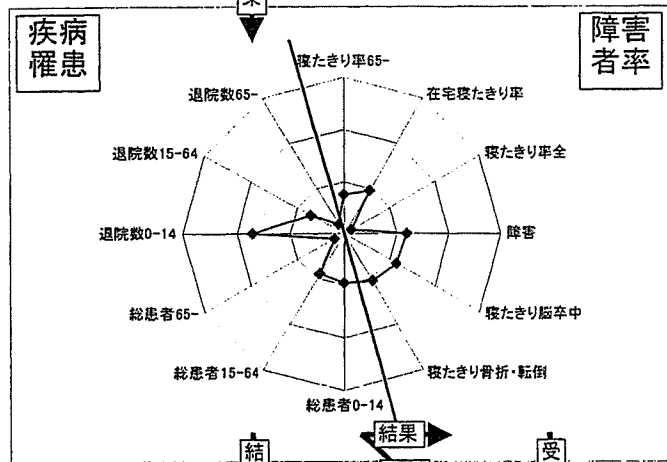 果
疾病
罹患
障害
者率
寝たきり率65-
退院数65-
在宅寝たきり率
退院数15-64
寝たきり率全
退院数0-14
障害
総患者65-
寝たきり脳卒中
総患者15-64
寝たきり骨折・転倒
総患者0-14
結果
結
受